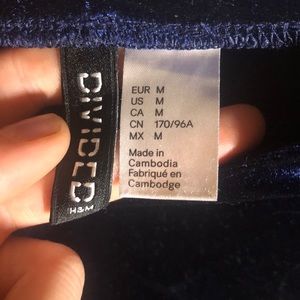 DIVIDED
H&M
EUR M
US M
CA M
CN 170/96A
MX M
Made in
Cambodia
Fabriqué en
Cambodge